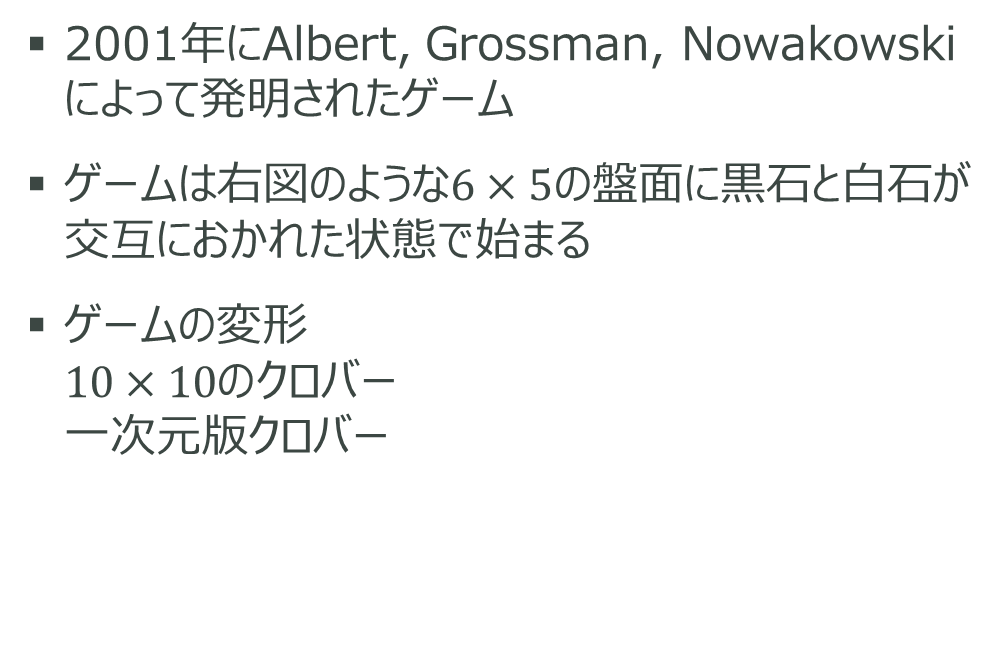 ▪ 2001年にAlbert, Grossman, Nowakowski
によって発明されたゲーム
▪ ゲームは右図のような6 × 5の盤面に黒石と白石が
交互におかれた状態で始まる
▪ ゲームの変形
10 × 10のクロバー
一次元版クロバー